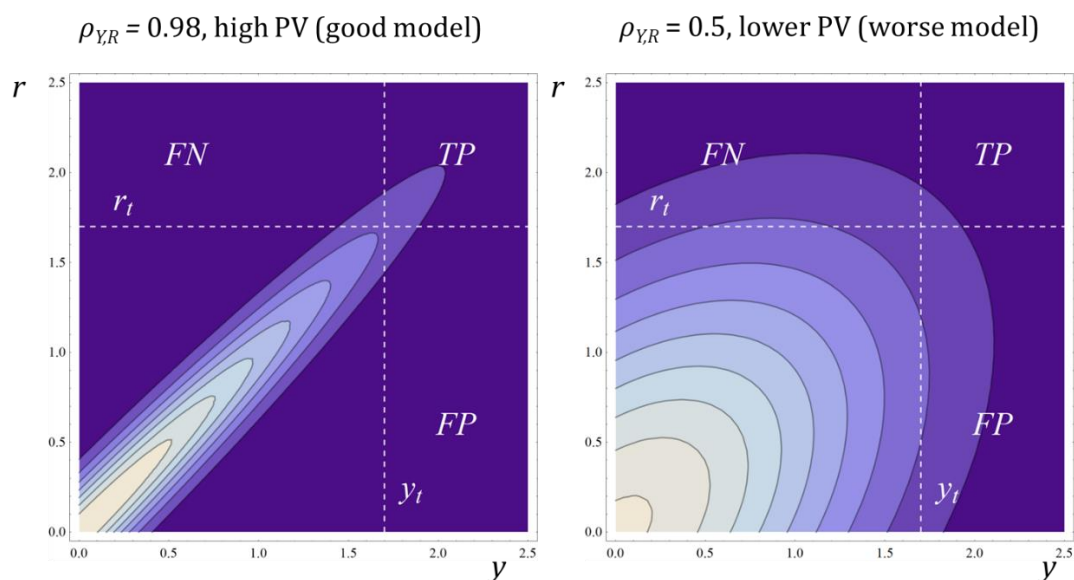 ρY,R = 0.98, high PV (good model)
r
2.5
2.0
1.5
1.0
0.5
0.0
FN
TP
rt
FP
yt
0.0 0.5 1.0 1.5 2.0 2.5
y
ρY,R = 0.5, lower PV (worse model)
r
2.5
2.0
1.5
1.0
0.5
0.0
FN
TP
rt
FP
yt
0.0 0.5 1.0 1.5 2.0 2.5
y